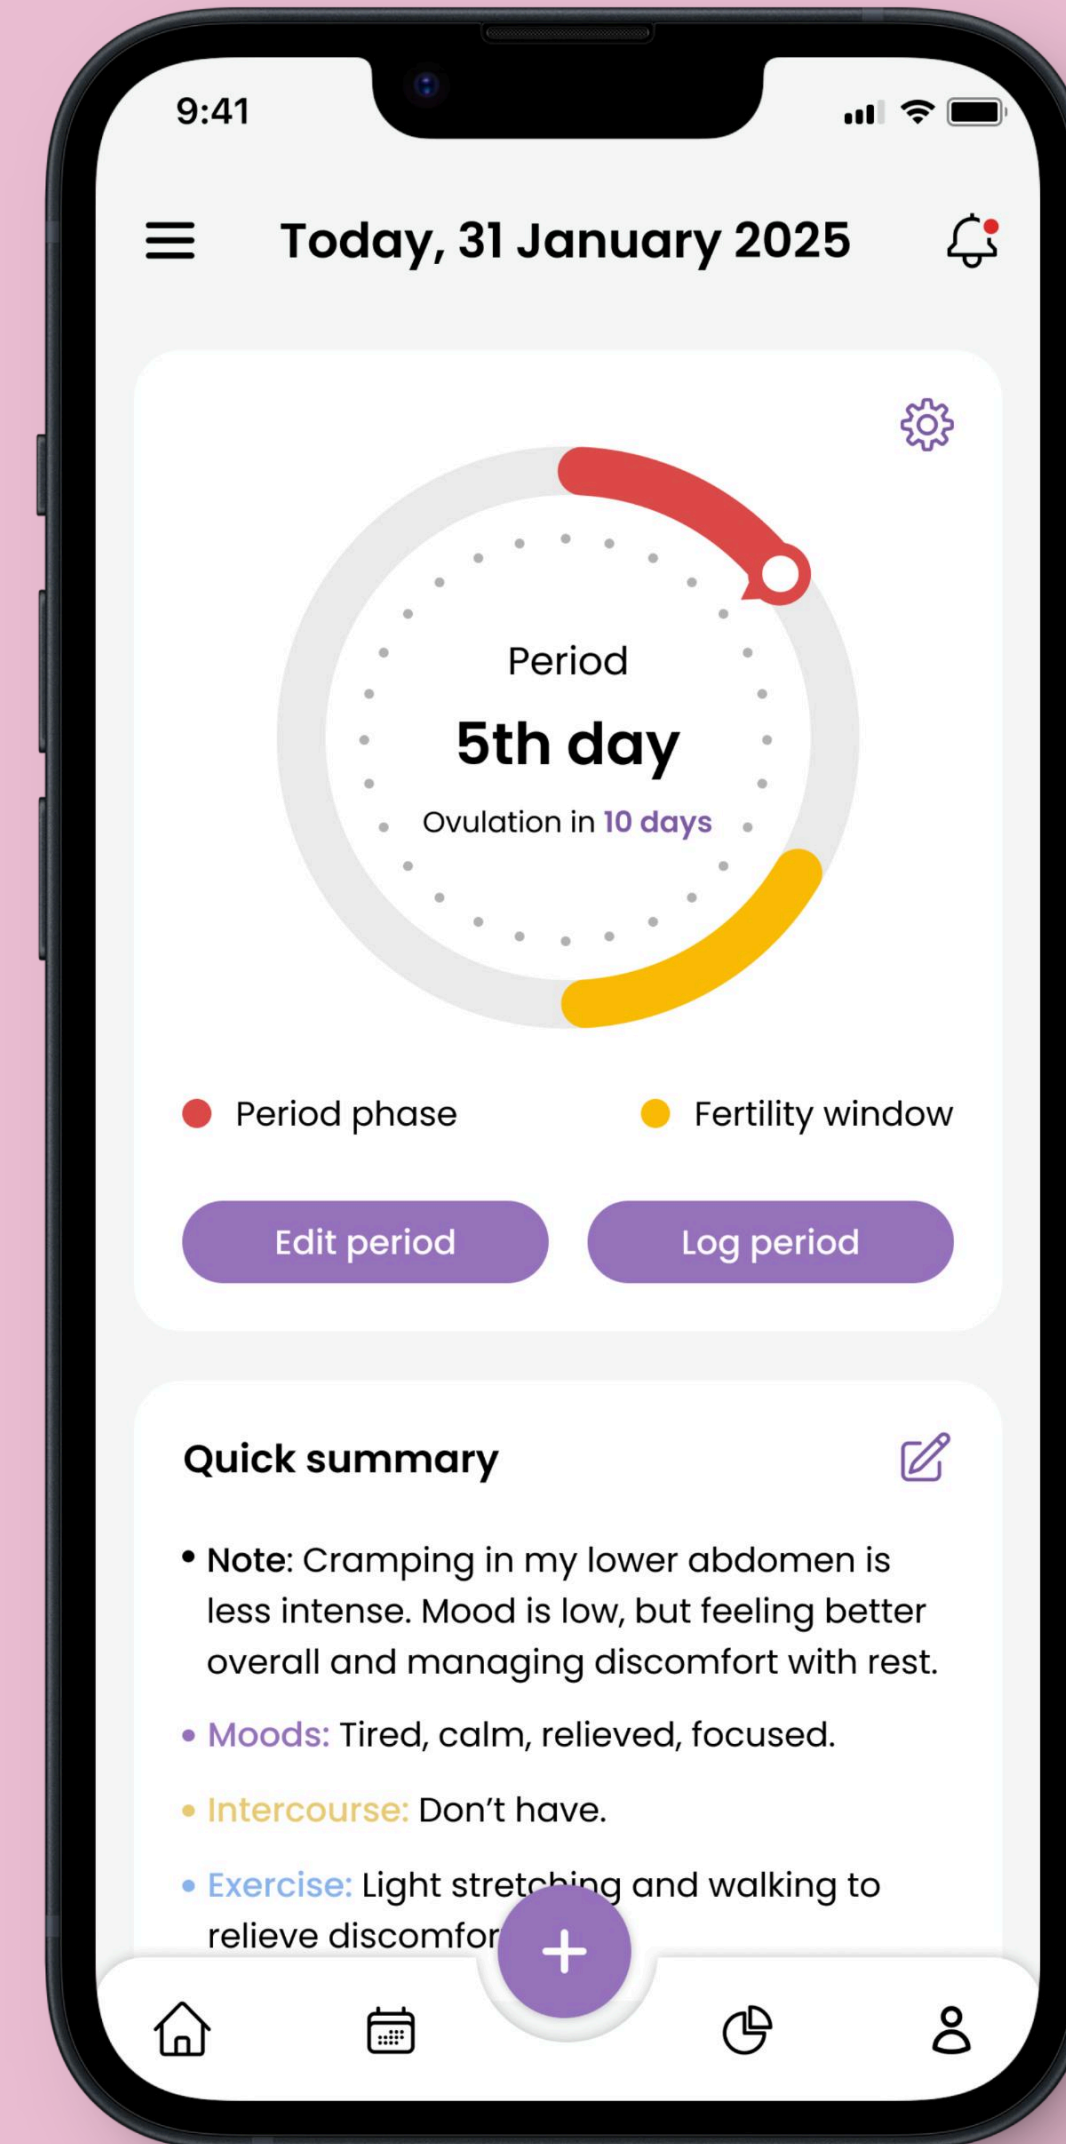 9:41
Today, 31 January 2025
Period
5th day
Ovulation in 10 days
Period phase
Fertility window
Edit period
Log period
Quick summary
• Note: Cramping in my lower abdomen is
less intense. Mood is low, but feeling better
overall and managing discomfort with rest.
• Moods: Tired, calm, relieved, focused.
• Intercourse: Don't have.
• Exercise: Light stretching and walking to
relieve